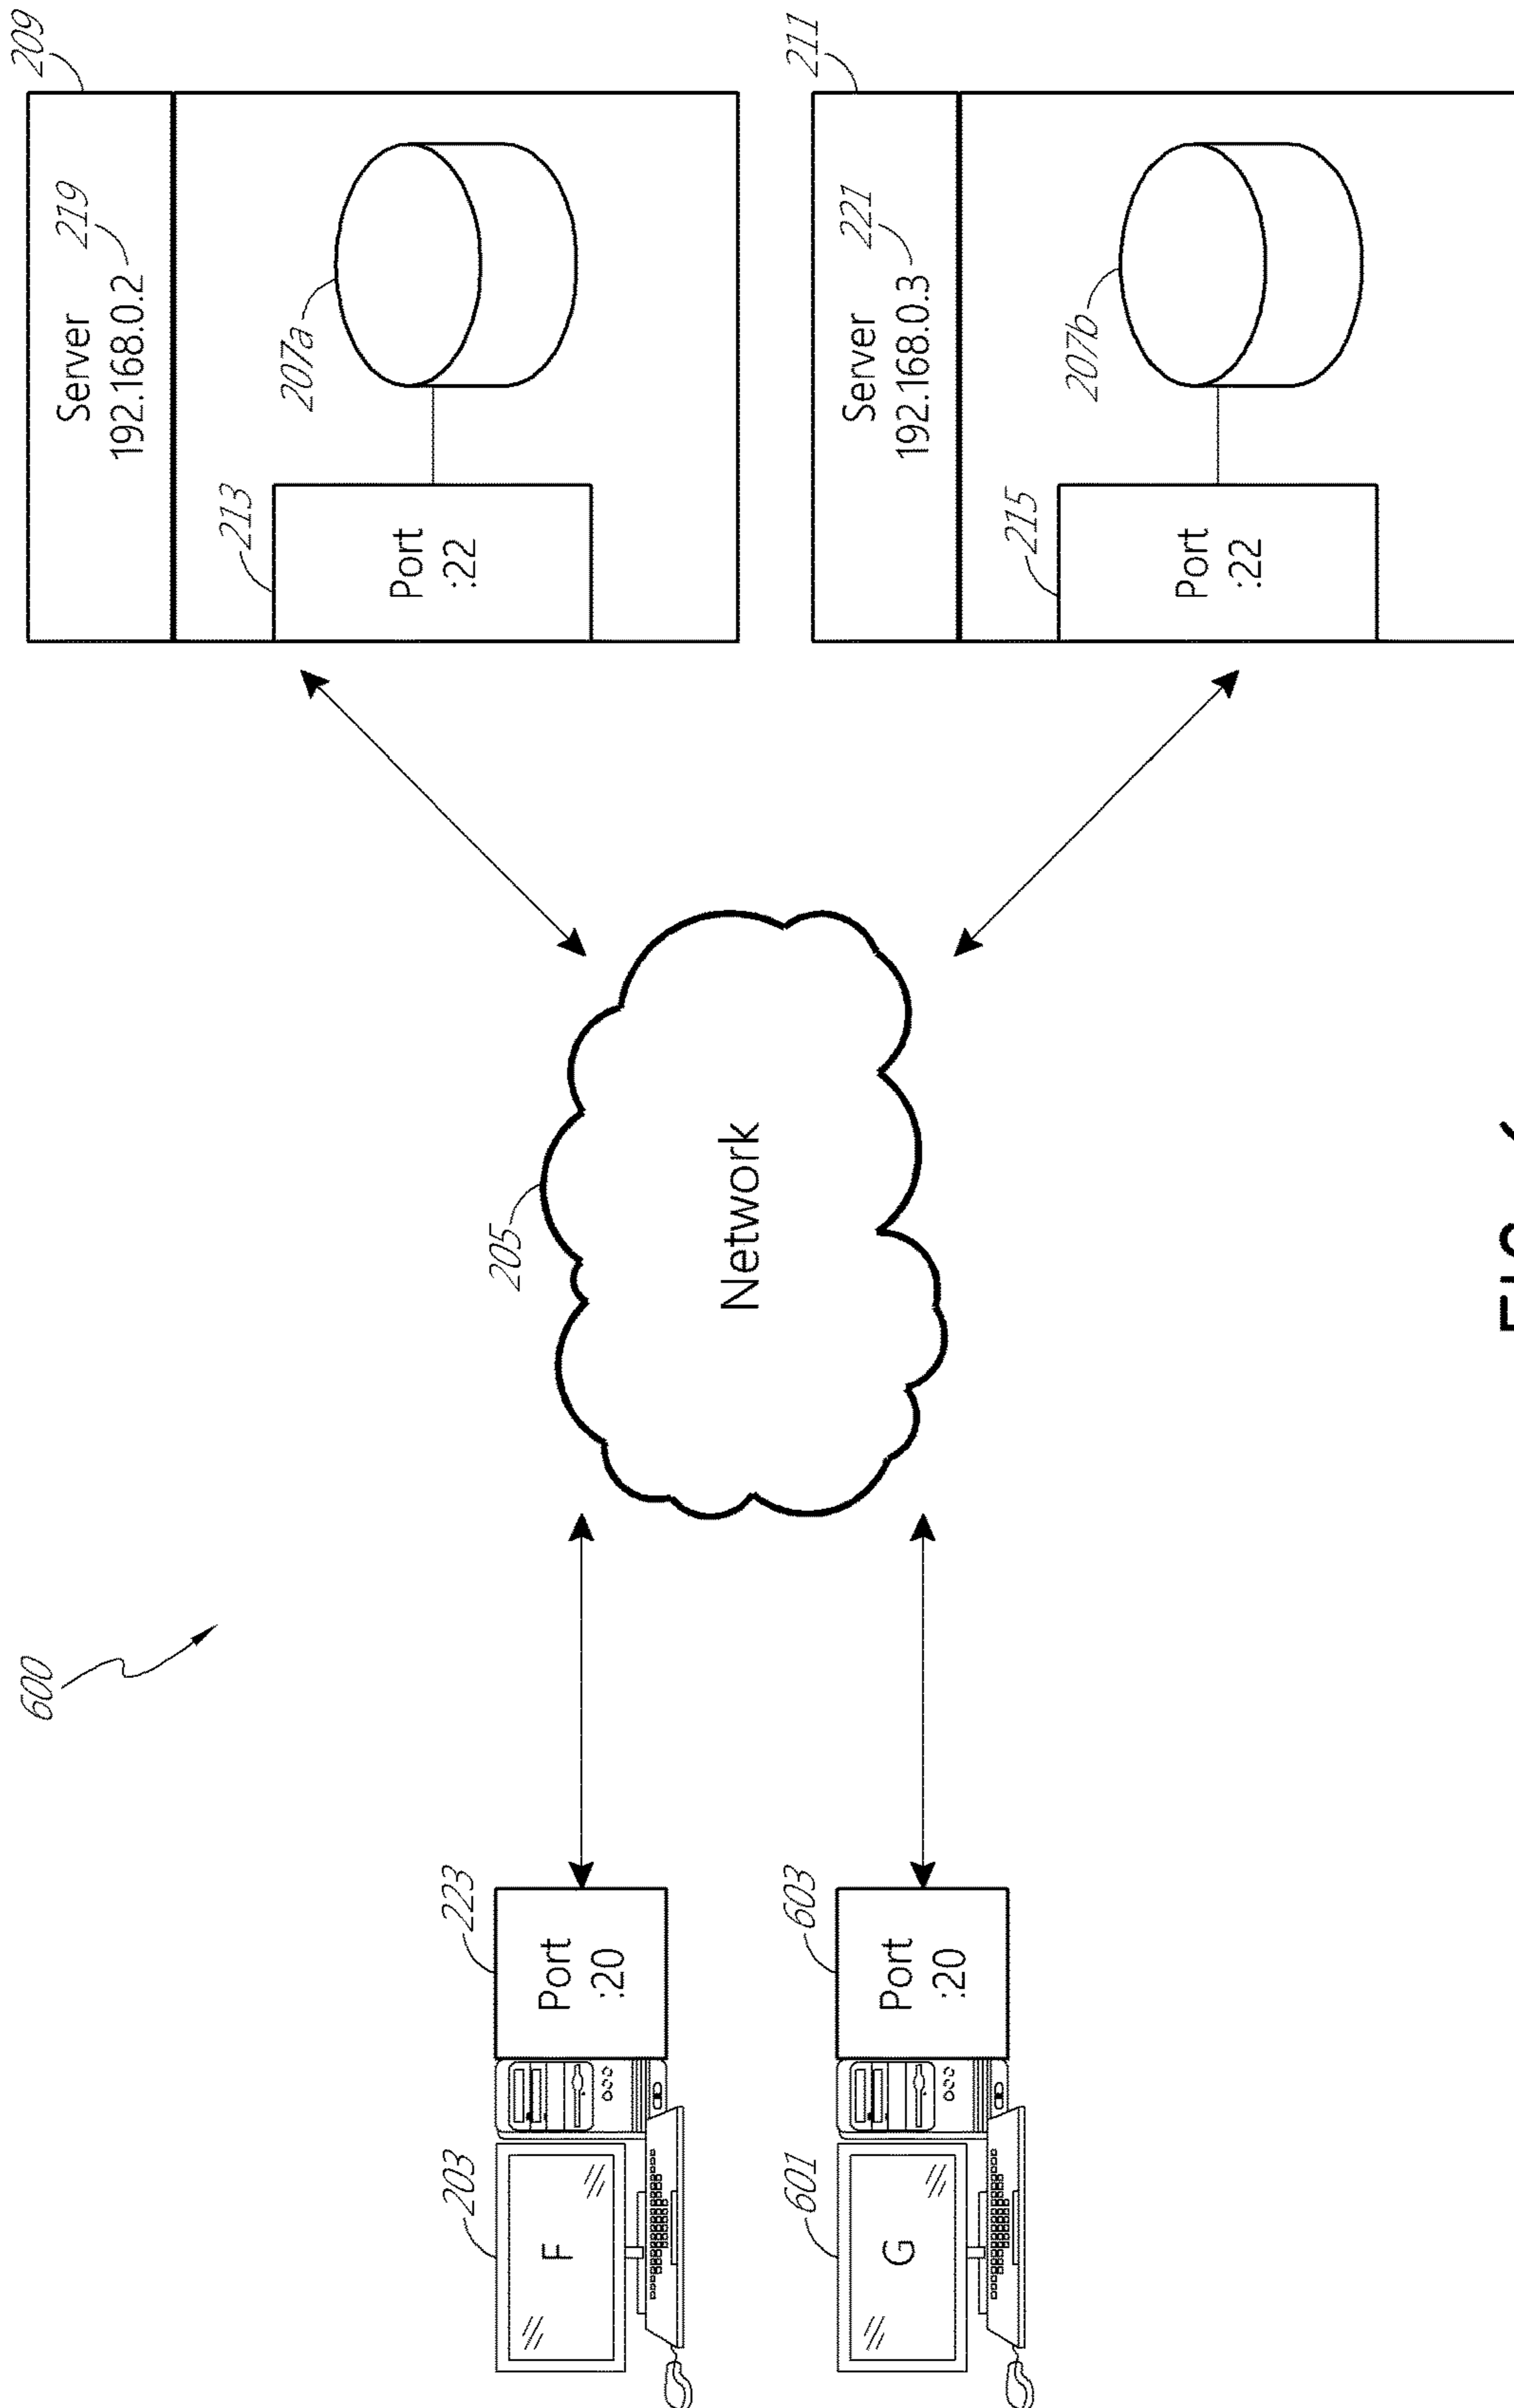 600
209
Server
192.168.0.2 219
213
207a
Port
:22
203
223
F
Port
:20
205
Network
211
Server
192.168.0.3 221
601
603
G
Port
:20
215
207b
Port
:22